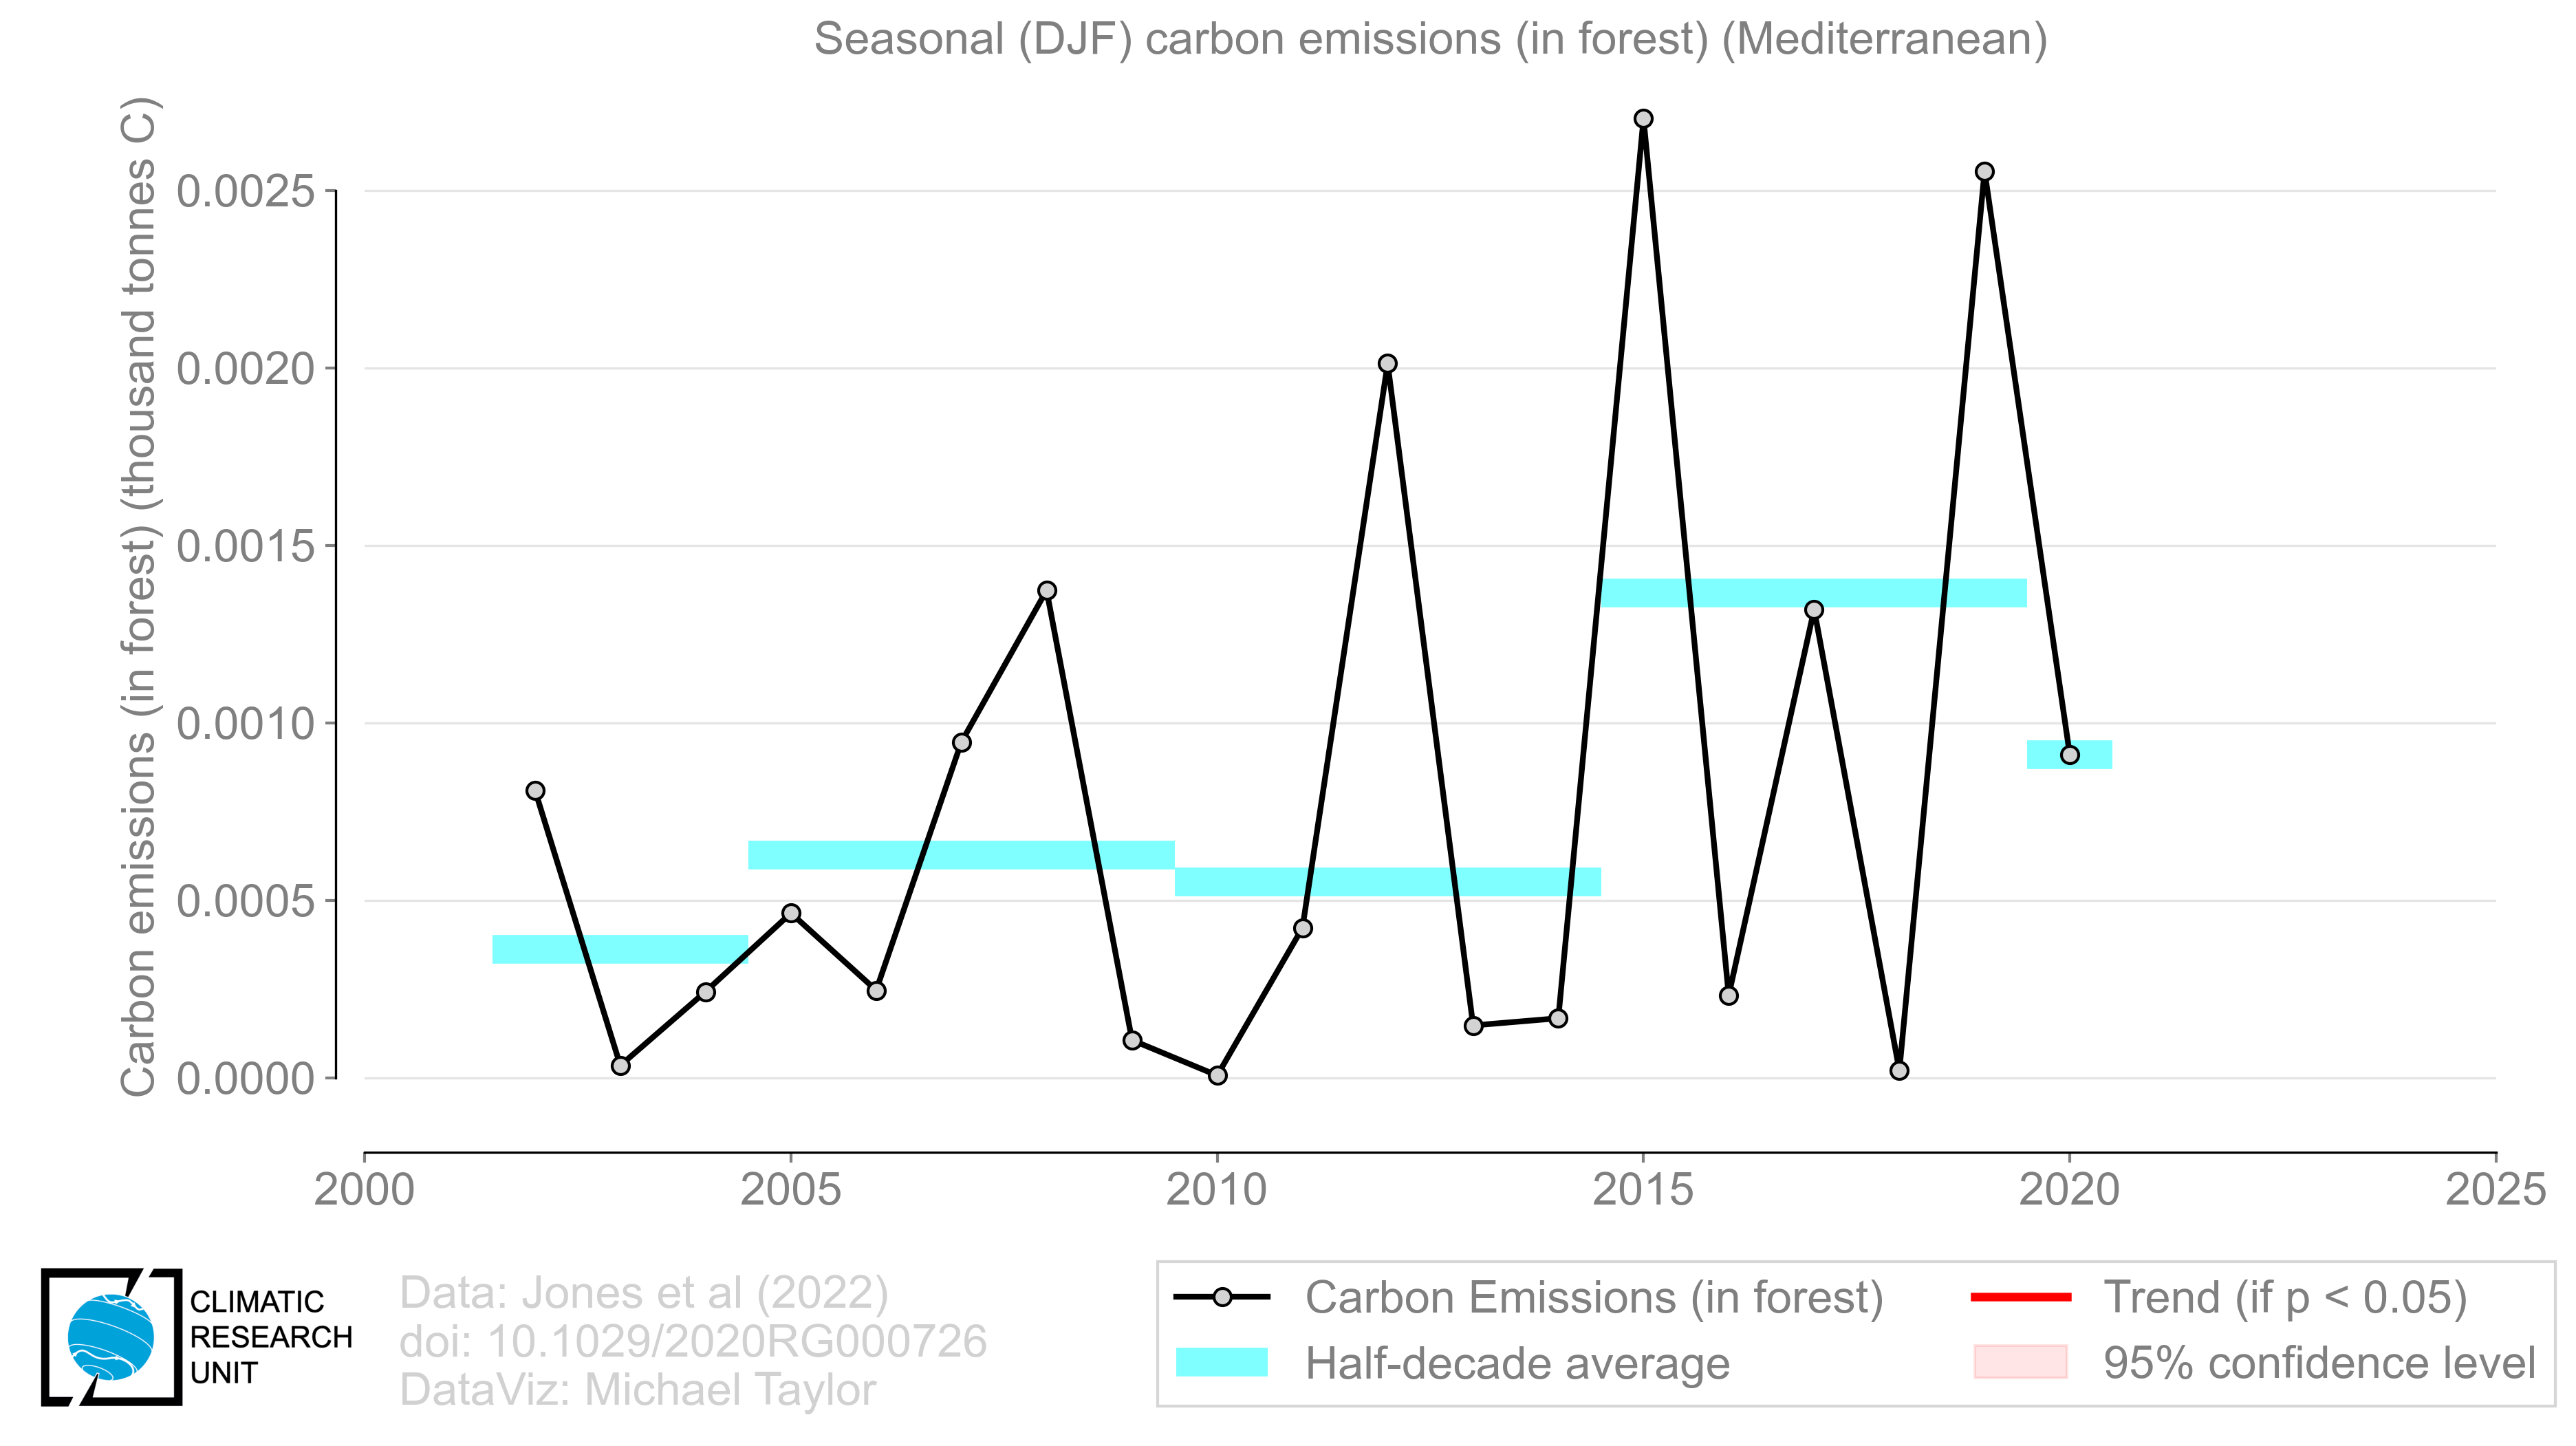 Seasonal (DJF) carbon emissions (in forest) (Mediterranean)
Carbon emissions (in forest) (thousand tonnes C)
0.0025
0.0020
0.0015
0.0010
0.0005
0.0000
2000
2005
2010
2015
2020
2025
CLIMATIC
RESEARCH
UNIT
Data: Jones et al (2022)
doi: 10.1029/2020RG000726
DataViz: Michael Taylor
Carbon Emissions (in forest)
Half-decade average
Trend (if p < 0.05)
95% confidence level